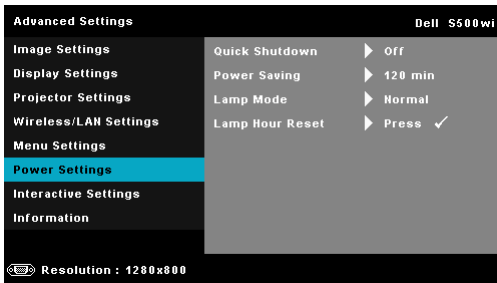 Advanced Settings Dell S500wi
Image Settings Quick Shutdown Off
Display Settings Power Saving 120 min
Projector Settings Lamp Mode Normal
Wireless/LAN Settings Lamp Hour Reset Press ✓
Menu Settings
Power Settings
Interactive Settings
Information
Resolution : 1280x800